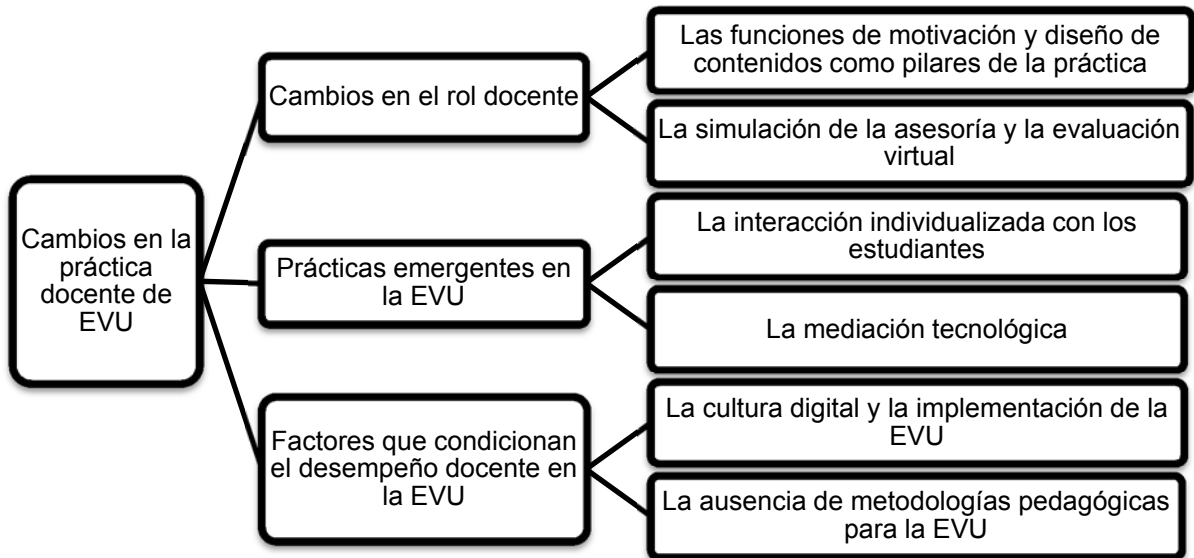 Cambios en la
práctica
docente de
EVU
Cambios en el rol docente
Las funciones de motivación y diseño de
contenidos como pilares de la práctica
La simulación de la asesoría y la evaluación
virtual
Prácticas emergentes en
la EVU
La interacción individualizada con los
estudiantes
La mediación tecnológica
Factores que condicionan
el desempeño docente en
la EVU
La cultura digital y la implementación de la
EVU
La ausencia de metodologías pedagógicas
para la EVU